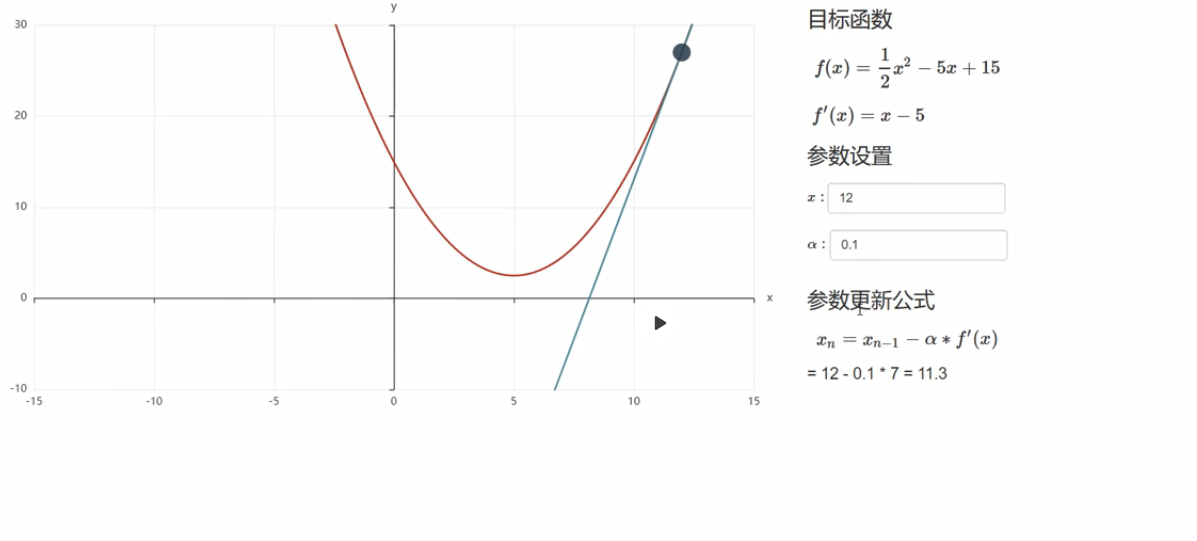 y
30
20
10
0
-10
-15
-10
-5
0
5
10
15
x
目标函数
f(x) = \frac{1}{2}x^2 − 5x + 15
f'(x) = x − 5
参数设置
x : 12
α : 0.1
参数更新公式
x_n = x_{n−1} − α * f'(x)
= 12 - 0.1 * 7 = 11.3